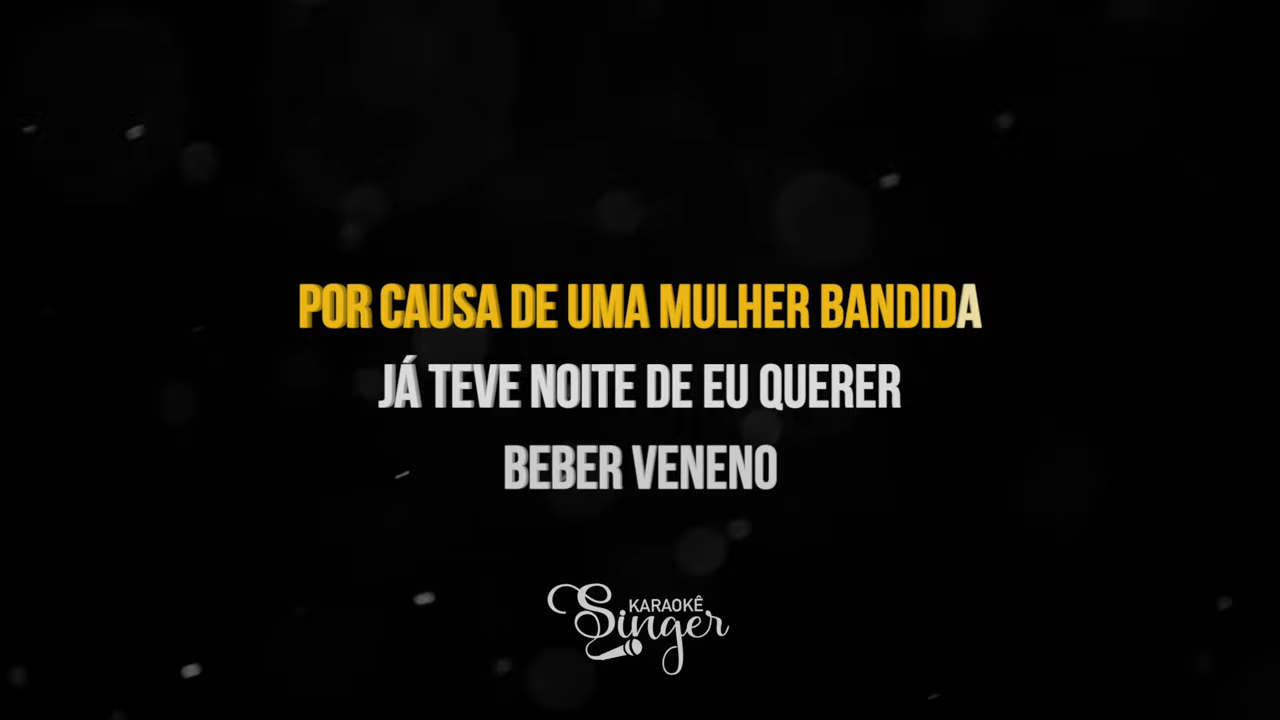 POR CAUSA DE UMA MULHER BANDIDA
JÁ TEVE NOITE DE EU QUERER
BEBER VENENO
KARAOKÊ
Singer